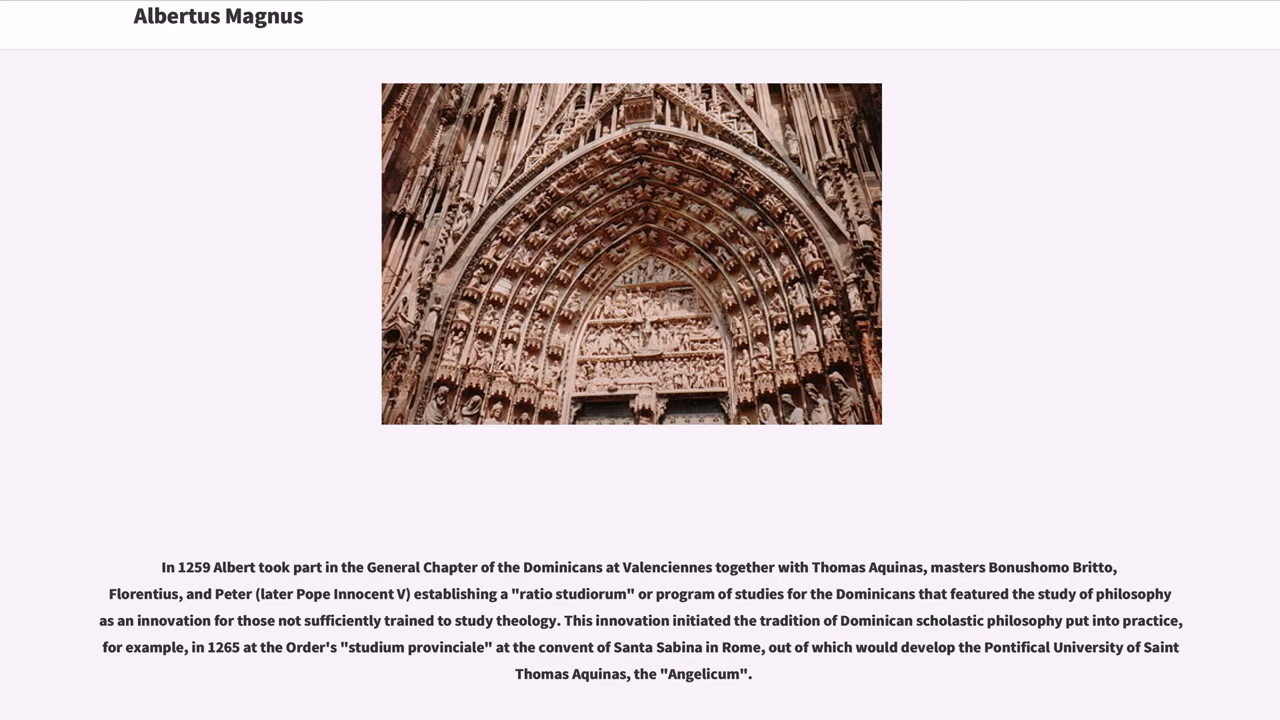 Albertus Magnus
In 1259 Albert took part in the General Chapter of the Dominicans at Valenciennes together with Thomas Aquinas, masters Bonushomo Britto,
Florentius, and Peter (later Pope Innocent V) establishing a "ratio studiorum" or program of studies for the Dominicans that featured the study of philosophy
as an innovation for those not sufficiently trained to study theology. This innovation initiated the tradition of Dominican scholastic philosophy put into practice,
for example, in 1265 at the Order's "studium provinciale" at the convent of Santa Sabina in Rome, out of which would develop the Pontifical University of Saint
Thomas Aquinas, the "Angelicum".